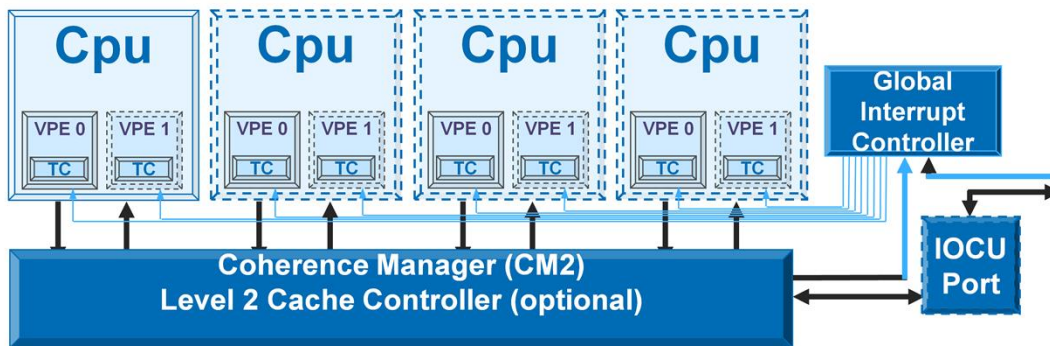 Cpu
Cpu
Cpu
Cpu
VPE 0
VPE 1
VPE 0
VPE 1
VPE 0
VPE 1
VPE 0
VPE 1
TC
TC
TC
TC
TC
TC
TC
TC
Global
Interrupt
Controller
Coherence Manager (CM2)
Level 2 Cache Controller (optional)
IOCU
Port